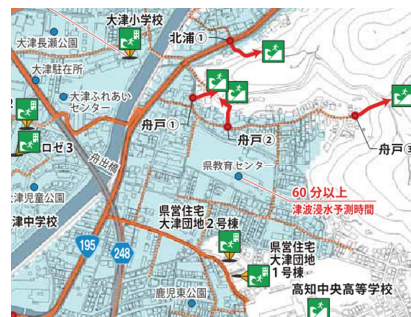 大津小学校
北浦①
大津長瀬公園
大津駐在所
大津ふれあい
センター
舟戸①
舟戸②
舟戸③
ロゼ3
舟出橋
県教育センター
60分以上
津波浸水予測時間
津児童公園
津中学校
県営住宅
大津団地2号棟
195
248
県営住宅
大津団地
1号棟
鹿児東公園
高知中央高等学校